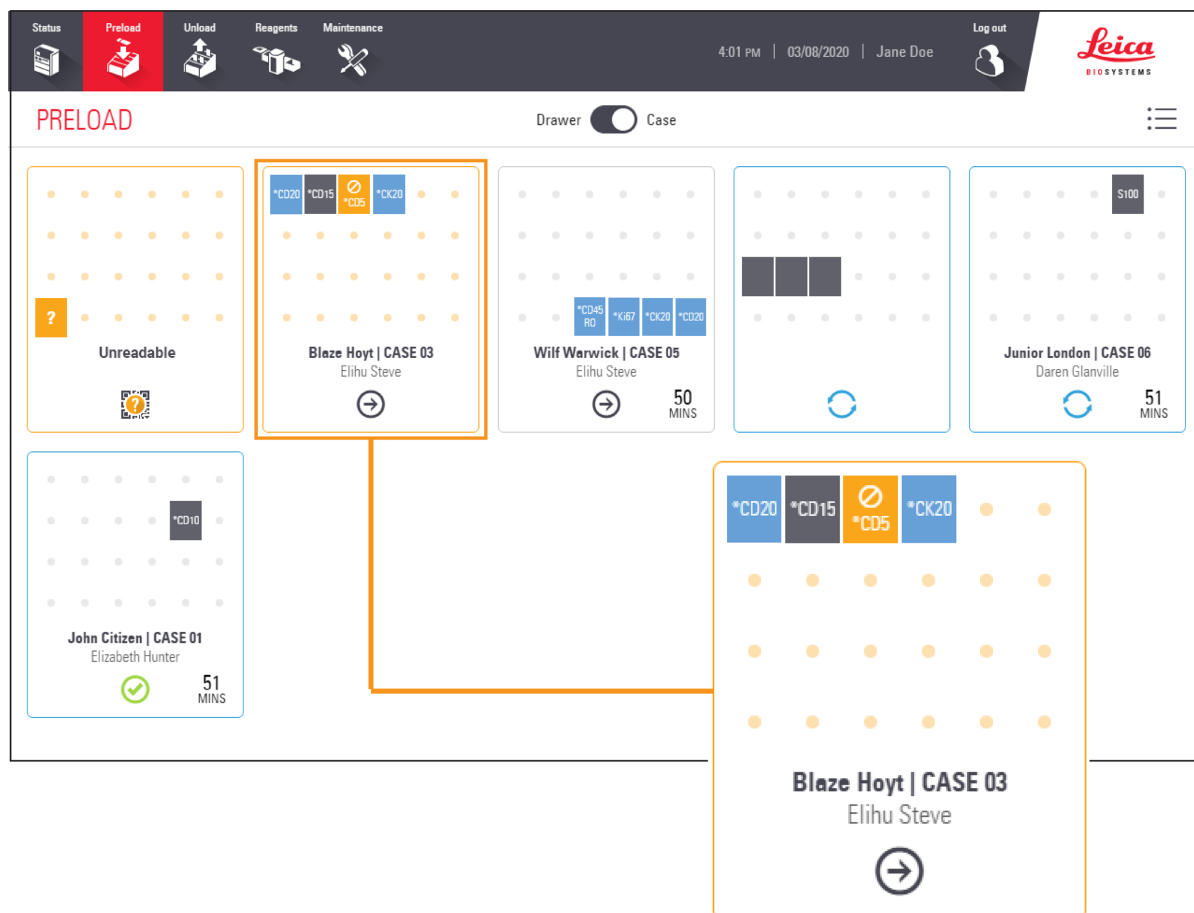 Status
Preload
Unload
Reagents
Maintenance
4:01 PM | 03/08/2020 | Jane Doe
Log out
Leica
BIOSYSTEMS
PRELOAD
Drawer
Case
?
Unreadable
?
*CD20
*CD15
*CD5
*CK20
Blaze Hoyt | CASE 03
Elihu Steve
*CD45
RO
*Ki67
*CK20
*CD20
Wilf Warwick | CASE 05
Elihu Steve
50
MINS
S100
Junior London | CASE 06
Daren Glanville
51
MINS
*CD10
John Citizen | CASE 01
Elizabeth Hunter
51
MINS
*CD20
*CD15
*CD5
*CK20
Blaze Hoyt | CASE 03
Elihu Steve